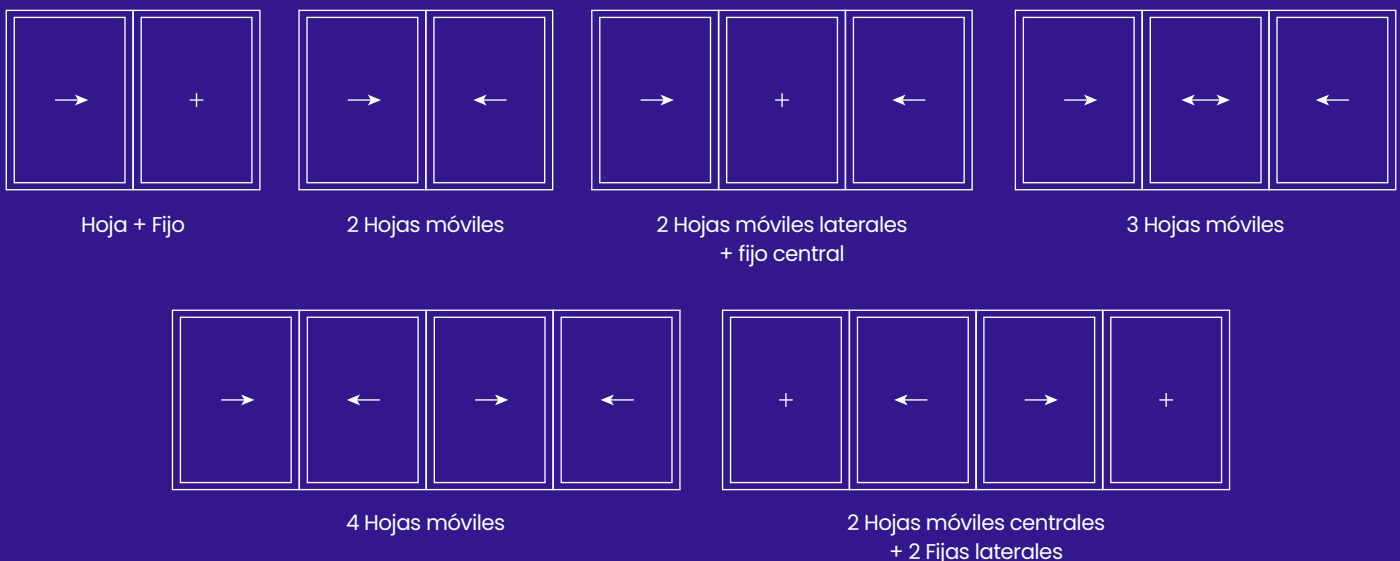 Hoja + Fijo
2 Hojas móviles
2 Hojas móviles laterales
+ fijo central
3 Hojas móviles
4 Hojas móviles
2 Hojas móviles centrales
+ 2 Fijas laterales